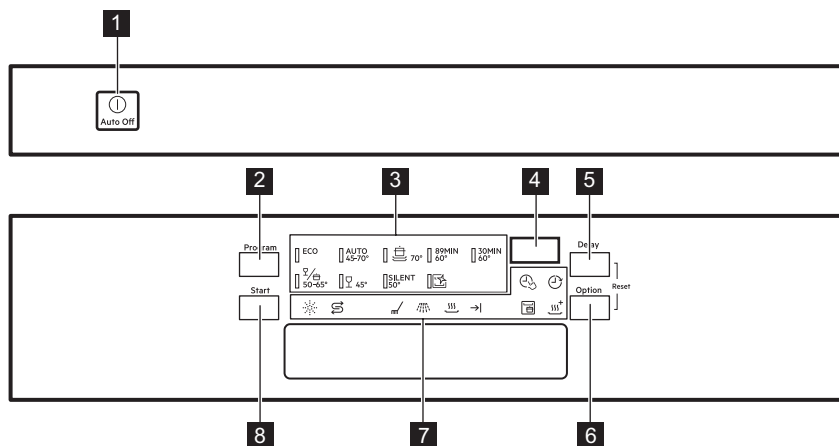 1
Auto Off
2
3
4
5
Program
ECO
AUTO
45-70°
70°
89MIN
60°
30MIN
60°
Delay
50-65°
45°
SILENT
50°
Start
Option
Reset
8
7
6